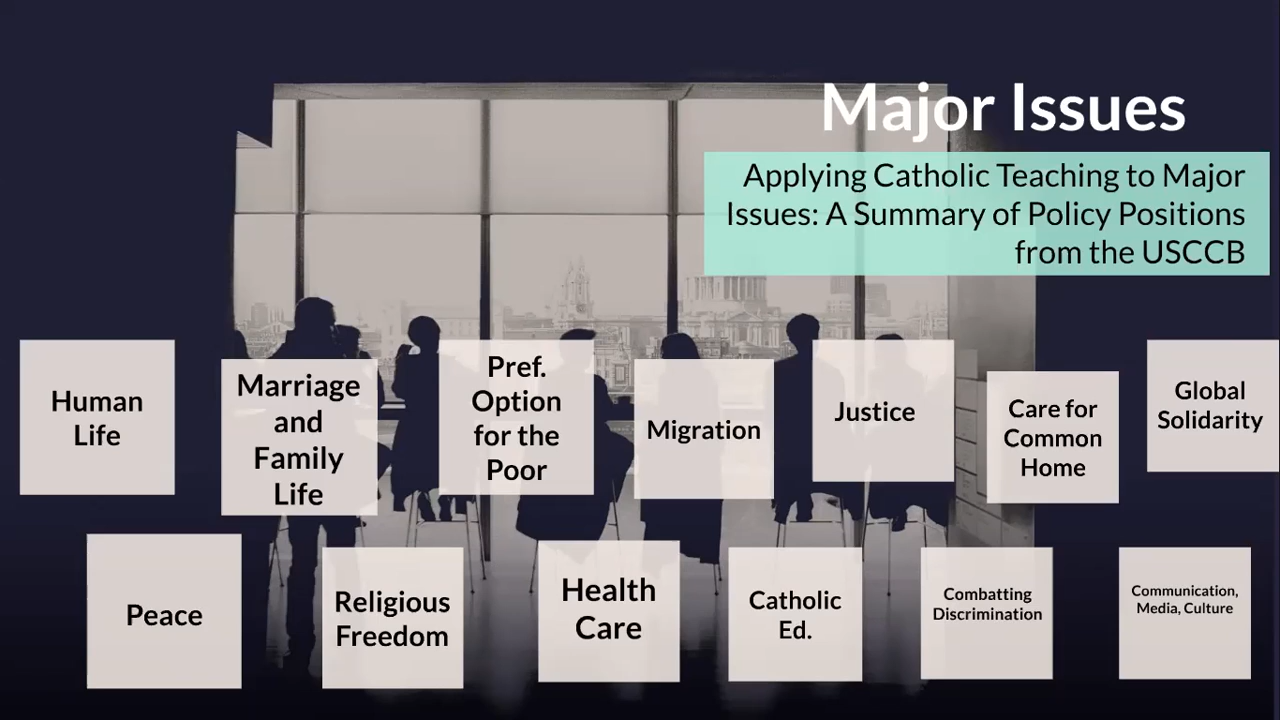 Major Issues
Applying Catholic Teaching to Major
Issues: A Summary of Policy Positions
from the USCCB
Human
Life
Marriage
and
Family
Life
Pref.
Option
for the
Poor
Migration
Justice
Care for
Common
Home
Global
Solidarity
Peace
Religious
Freedom
Health
Care
Catholic
Ed.
Combatting
Discrimination
Communication,
Media, Culture